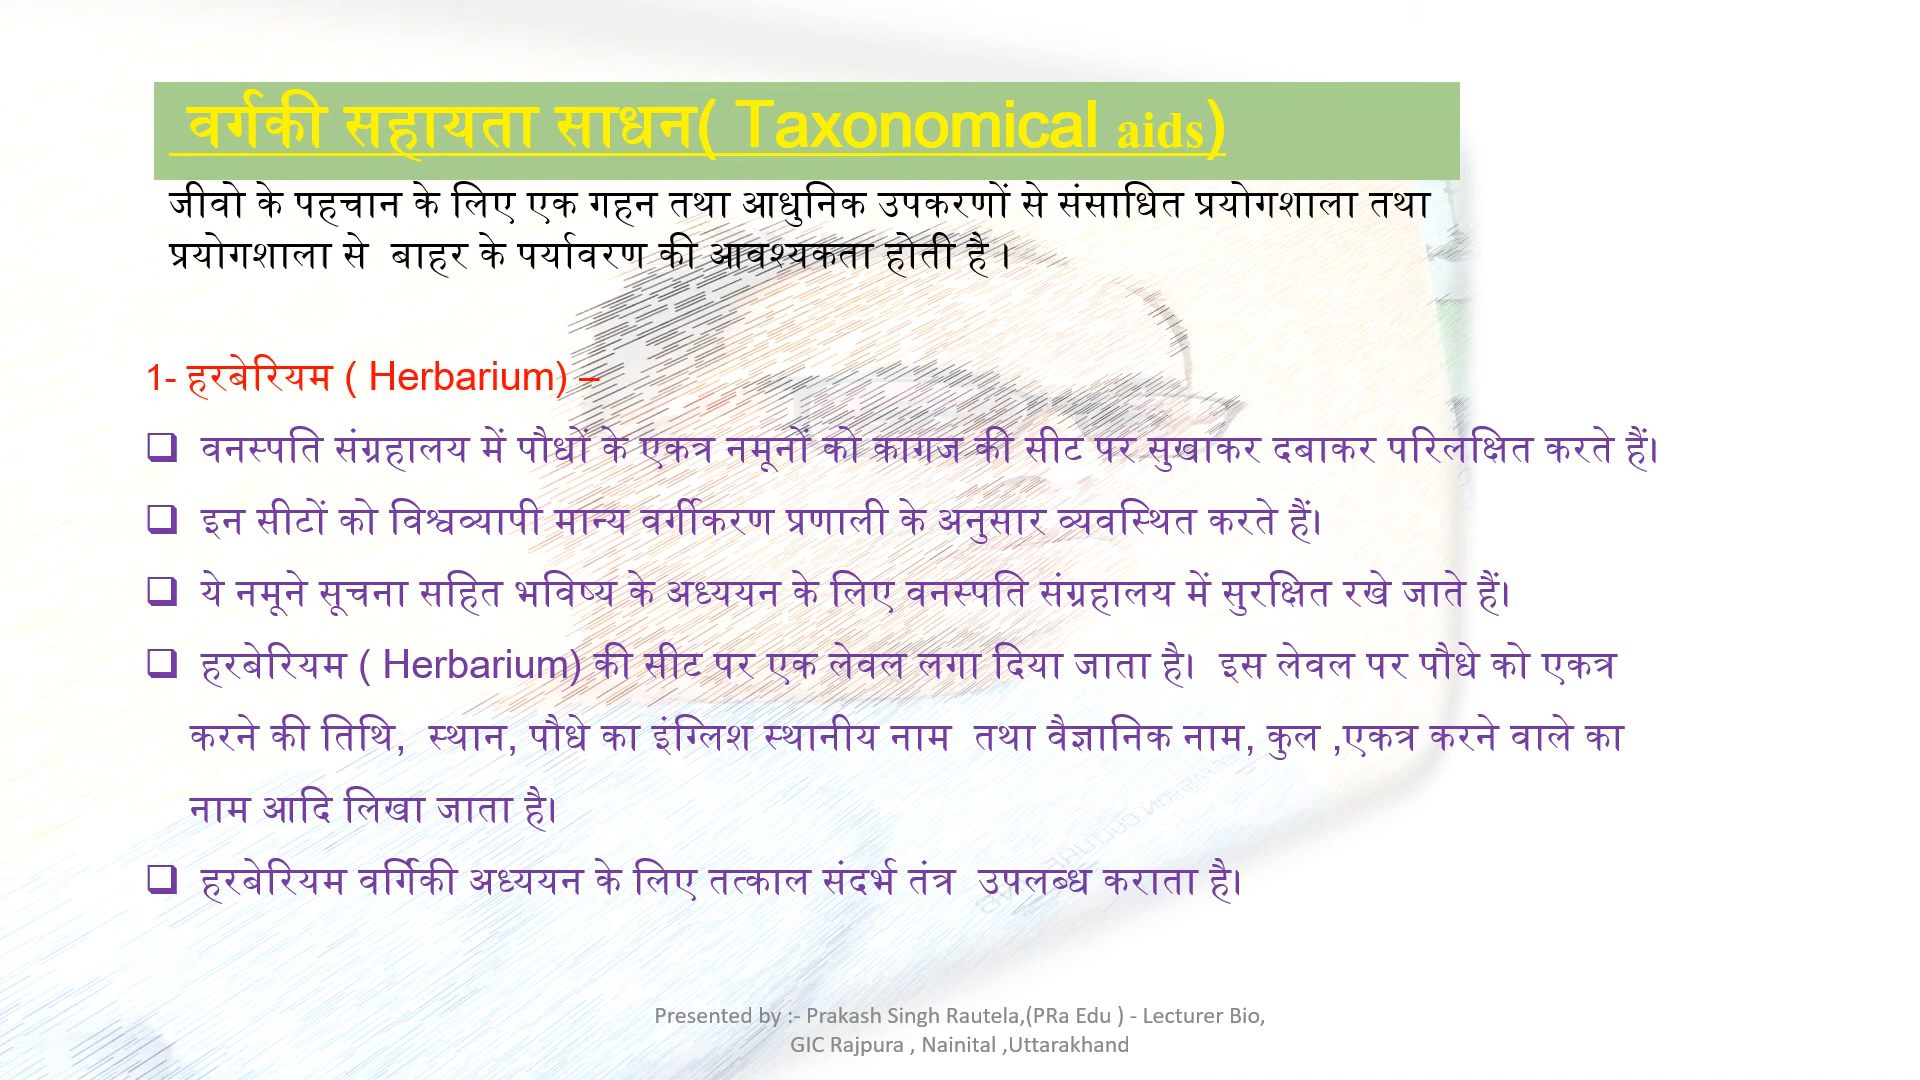 वर्गकी सहायता साधन( Taxonomical aids)
जीवो के पहचान के लिए एक गहन तथा आधुनिक उपकरणों से संसाधित प्रयोगशाला तथा
प्रयोगशाला से बाहर के पर्यावरण की आवश्यकता होती है ।
1- हरबेरियम ( Herbarium) –
❑ वनस्पति संग्रहालय में पौधों के एकत्र नमूनों को कागज की सीट पर सुखाकर दबाकर परिलक्षित करते हैं।
❑ इन सीटों को विश्वव्यापी मान्य वर्गीकरण प्रणाली के अनुसार व्यवस्थित करते हैं।
❑ ये नमूने सूचना सहित भविष्य के अध्ययन के लिए वनस्पति संग्रहालय में सुरक्षित रखे जाते हैं।
❑ हरबेरियम ( Herbarium) की सीट पर एक लेवल लगा दिया जाता है। इस लेवल पर पौधे को एकत्र
करने की तिथि, स्थान, पौधे का इंग्लिश स्थानीय नाम तथा वैज्ञानिक नाम, कुल ,एकत्र करने वाले का
नाम आदि लिखा जाता है।
❑ हरबेरियम वर्गिकी अध्ययन के लिए तत्काल संदर्भ तंत्र उपलब्ध कराता है।
Presented by :- Prakash Singh Rautela,(PRa Edu ) - Lecturer Bio,
GIC Rajpura , Nainital ,Uttarakhand